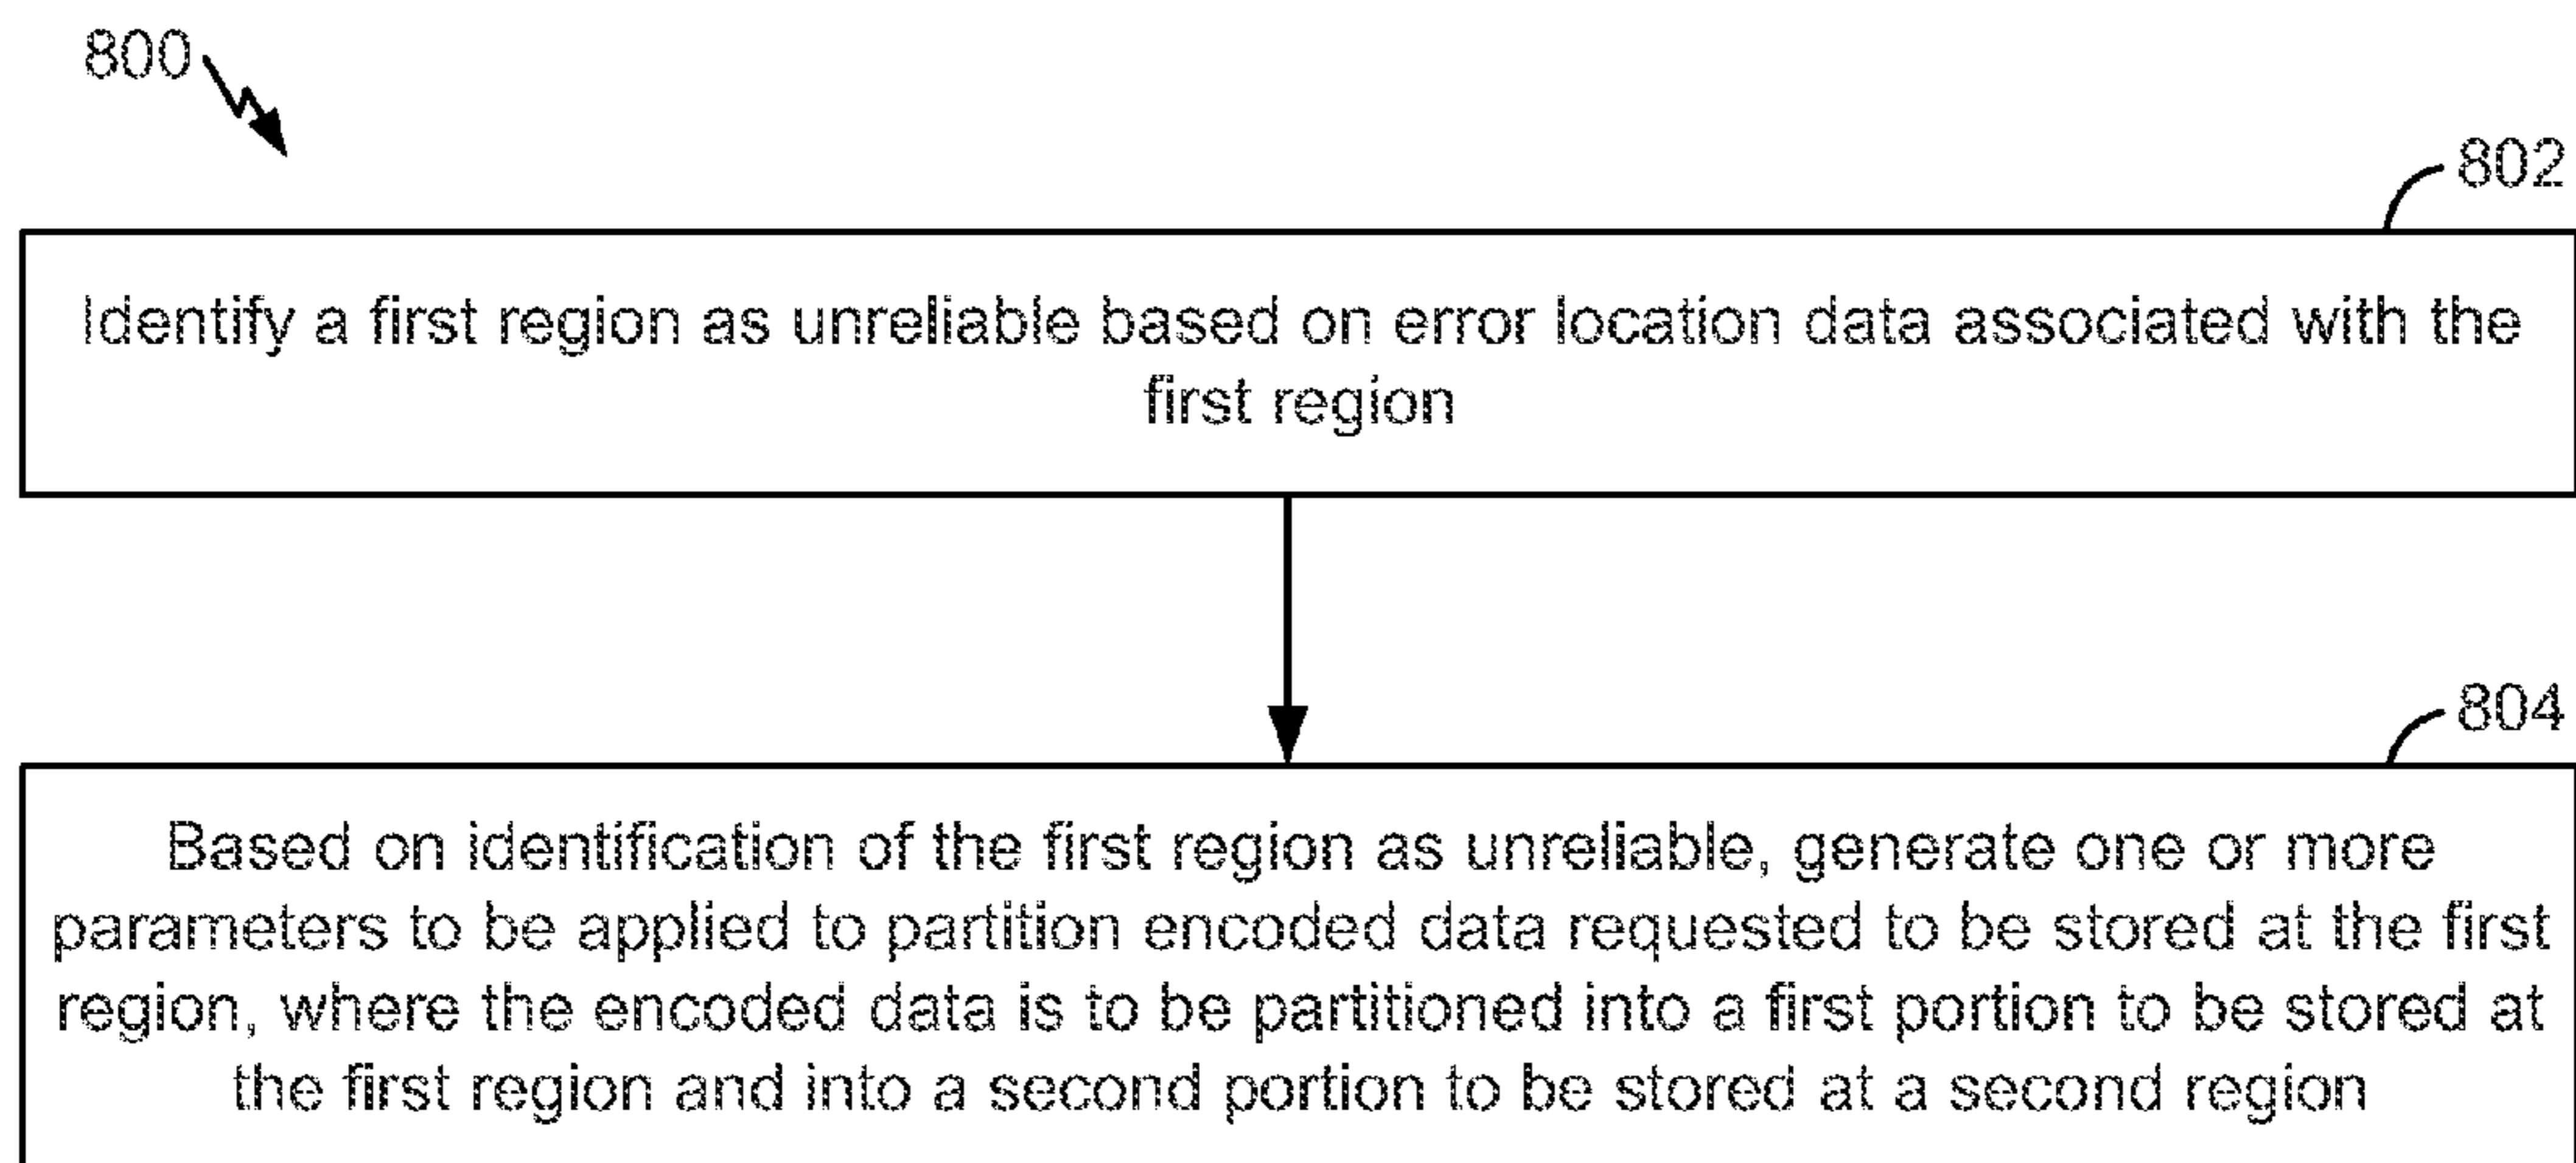 800
802
Identify a first region as unreliable based on error location data associated with the
first region
804
Based on identification of the first region as unreliable, generate one or more
parameters to be applied to partition encoded data requested to be stored at the first
region, where the encoded data is to be partitioned into a first portion to be stored at
the first region and into a second portion to be stored at a second region